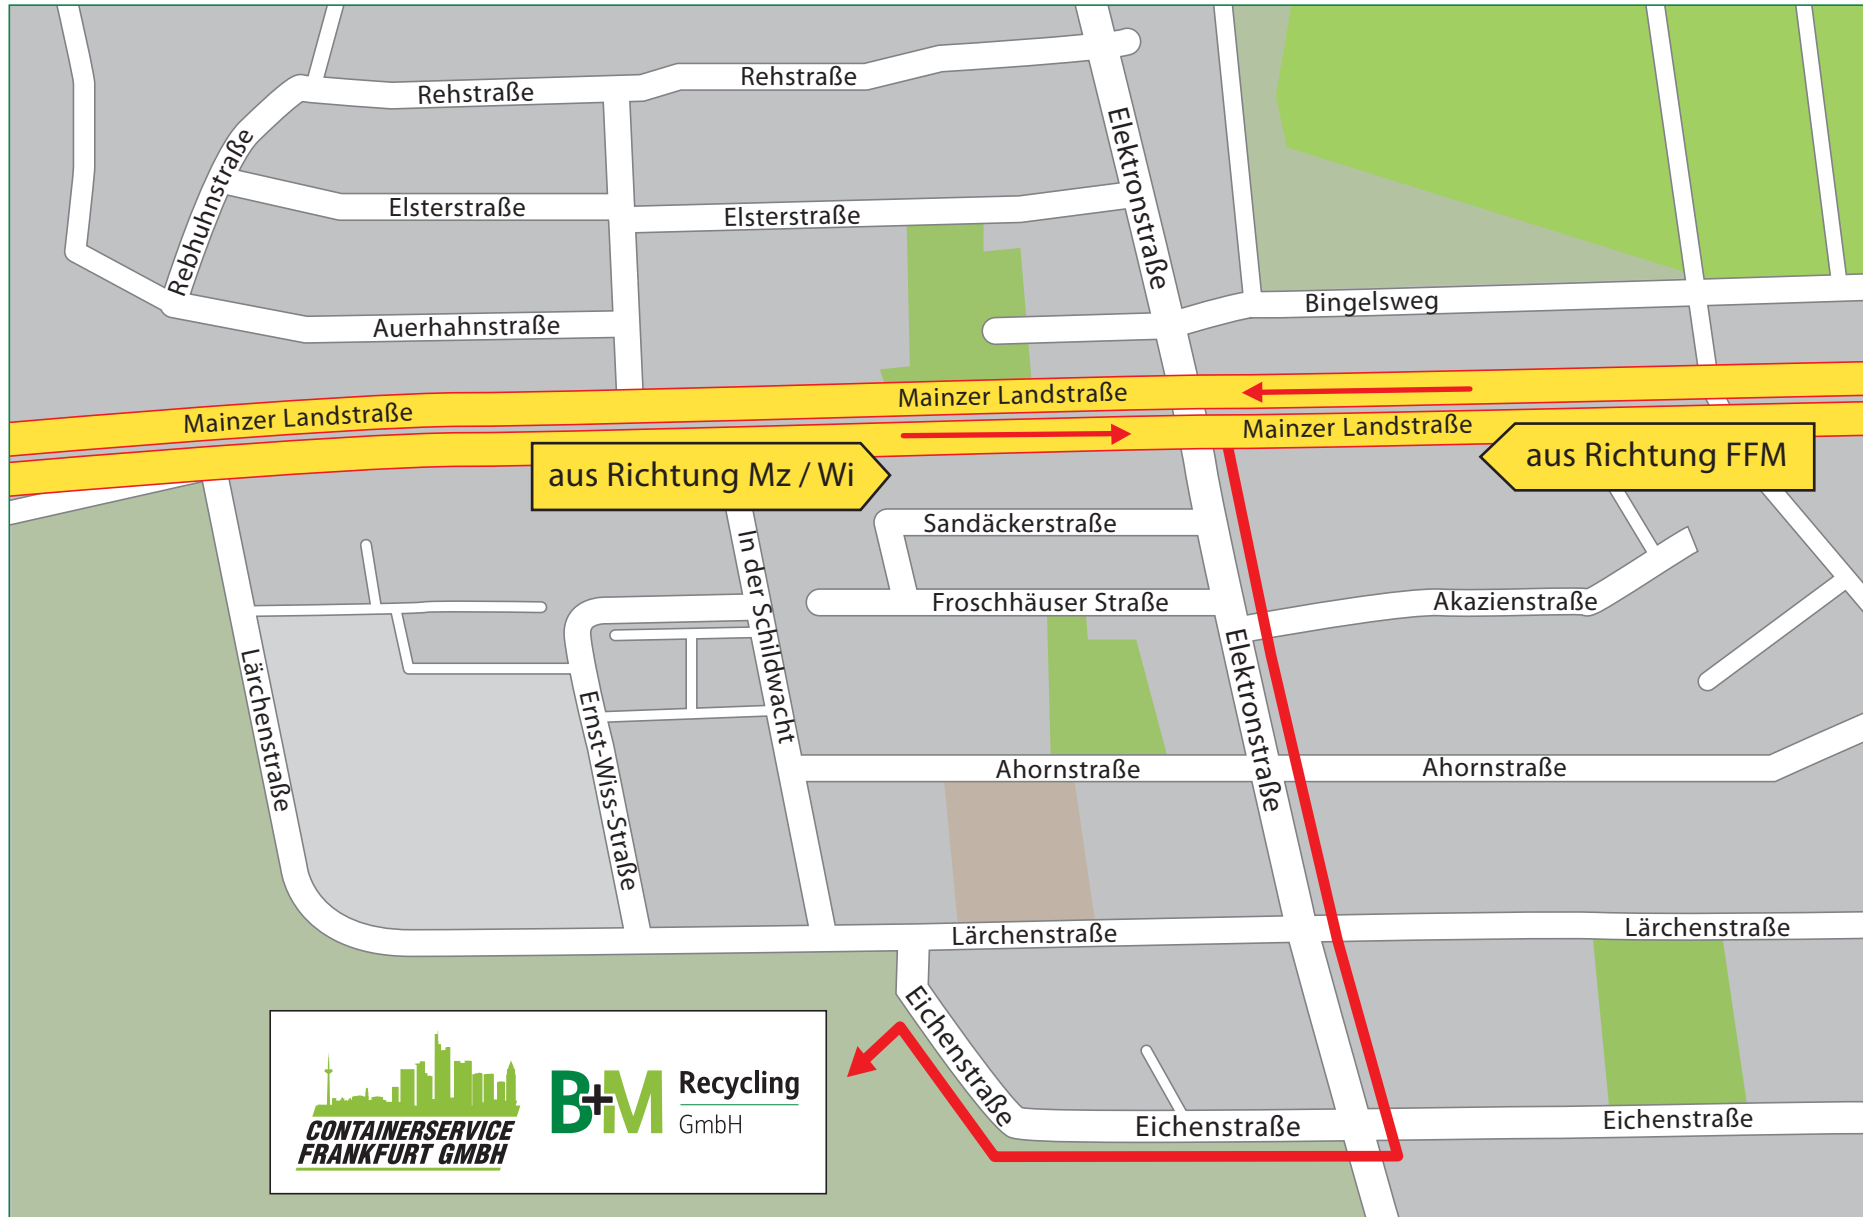 Rehstraße
Rehstraße
Elektronstraße
Rebhuhnstraße
Elsterstraße
Elsterstraße
Bingelsweg
Auerhahnstraße
Mainzer Landstraße
Mainzer Landstraße
Mainzer Landstraße
aus Richtung Mz / Wi
aus Richtung FFM
Sandäckerstraße
In der Schildwacht
Froschhäuser Straße
Akazienstraße
Elektronstraße
Lärchenstraße
Ernst-Wiss-Straße
Ahornstraße
Ahornstraße
Lärchenstraße
Lärchenstraße
Eichenstraße
Eichenstraße
Eichenstraße
CONTAINERSERVICE
FRANKFURT GMBH
B+M
Recycling
GmbH